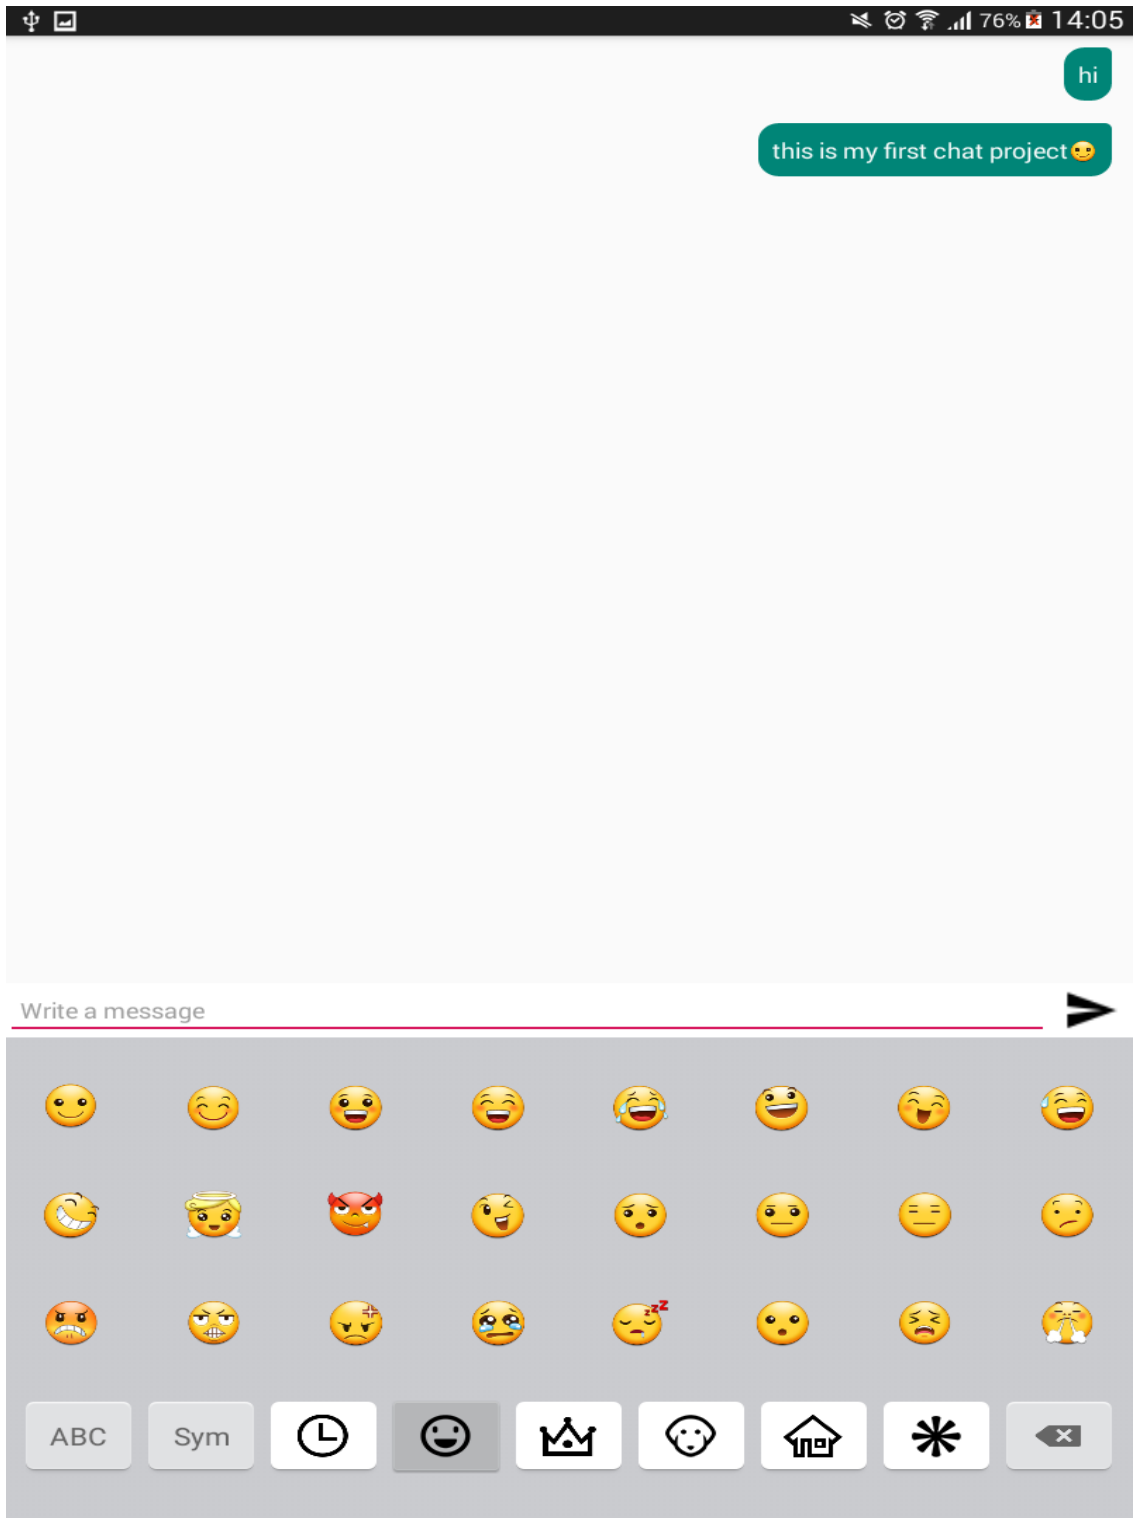 76% 14:05
hi
this is my first chat project😏
Write a message
ABC Sym